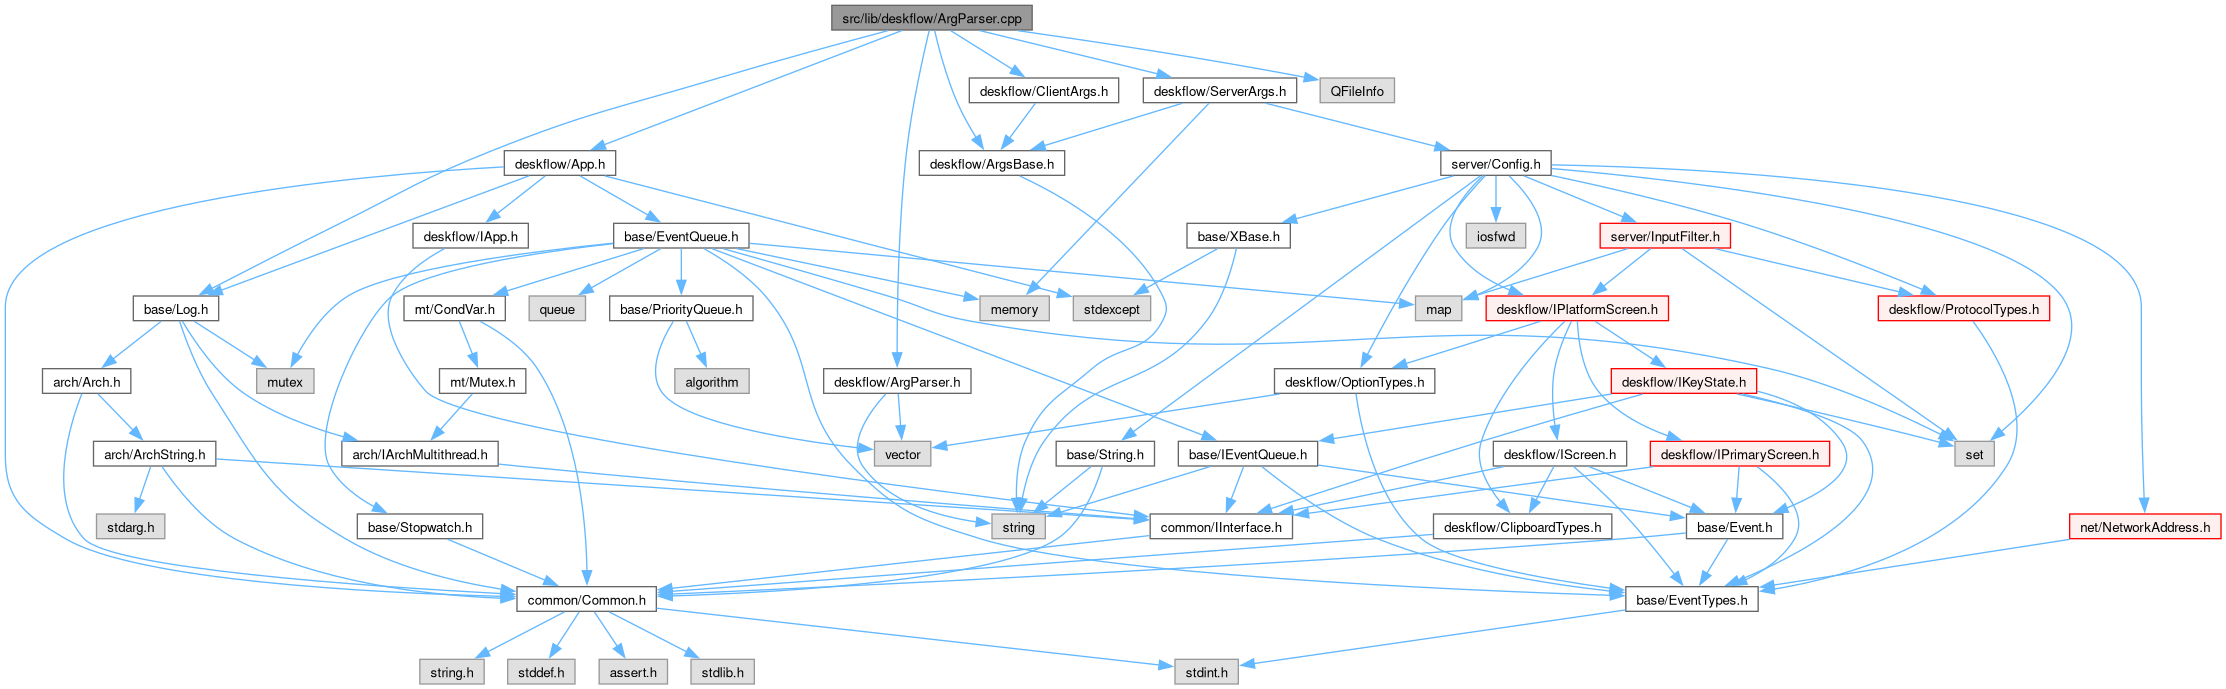 src/lib/deskflow/ArgParser.cpp
deskflow/ClientArgs.h
deskflow/ServerArgs.h
QFileInfo
deskflow/App.h
deskflow/ArgsBase.h
server/Config.h
deskflow/IApp.h
base/EventQueue.h
base/XBase.h
iosfwd
server/InputFilter.h
base/Log.h
mt/CondVar.h
queue
base/PriorityQueue.h
memory
stdexcept
map
deskflow/IPlatformScreen.h
deskflow/ProtocolTypes.h
arch/Arch.h
mutex
mt/Mutex.h
algorithm
deskflow/ArgParser.h
deskflow/OptionTypes.h
deskflow/IKeyState.h
arch/ArchString.h
arch/IArchMultithread.h
vector
base/String.h
base/IEventQueue.h
deskflow/IScreen.h
deskflow/IPrimaryScreen.h
set
stdarg.h
base/Stopwatch.h
string
common/IInterface.h
deskflow/ClipboardTypes.h
base/Event.h
net/NetworkAddress.h
common/Common.h
base/EventTypes.h
string.h
stddef.h
assert.h
stdlib.h
stdint.h